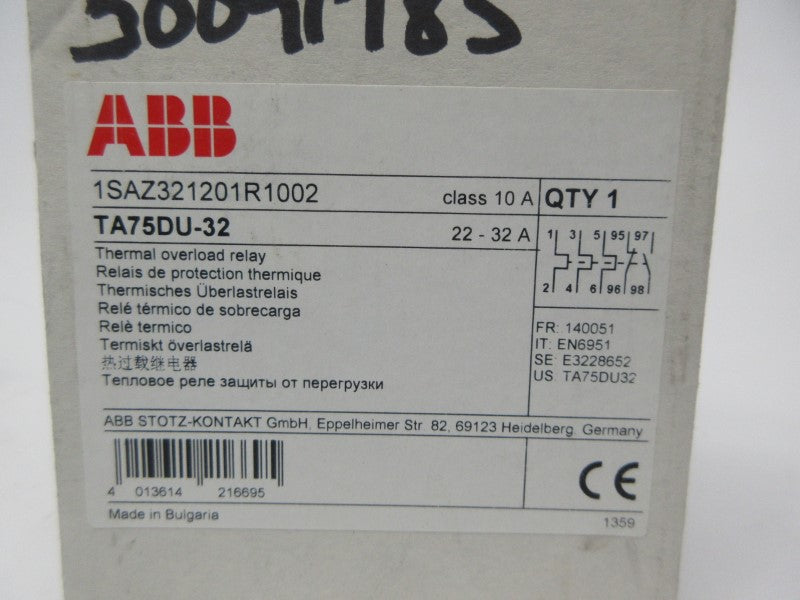 50091785
ABB
1SAZ321201R1002 class 10 A QTY 1
TA75DU-32 22 - 32 A
1 3 5 95 97
2 4 6 96 98
Thermal overload relay
Relais de protection thermique
Thermisches Überlastrelais
Relé térmico de sobrecarga
Relè termico
Termiskt överlastrelä
热过载继电器
Тепловое реле защиты от перегрузки
FR: 140051
IT: EN6951
SE: E3228652
US: TA75DU32
ABB STOTZ-KONTAKT GmbH, Eppelheimer Str. 82, 69123 Heidelberg, Germany
4 013614 216695
CE
Made in Bulgaria
1359